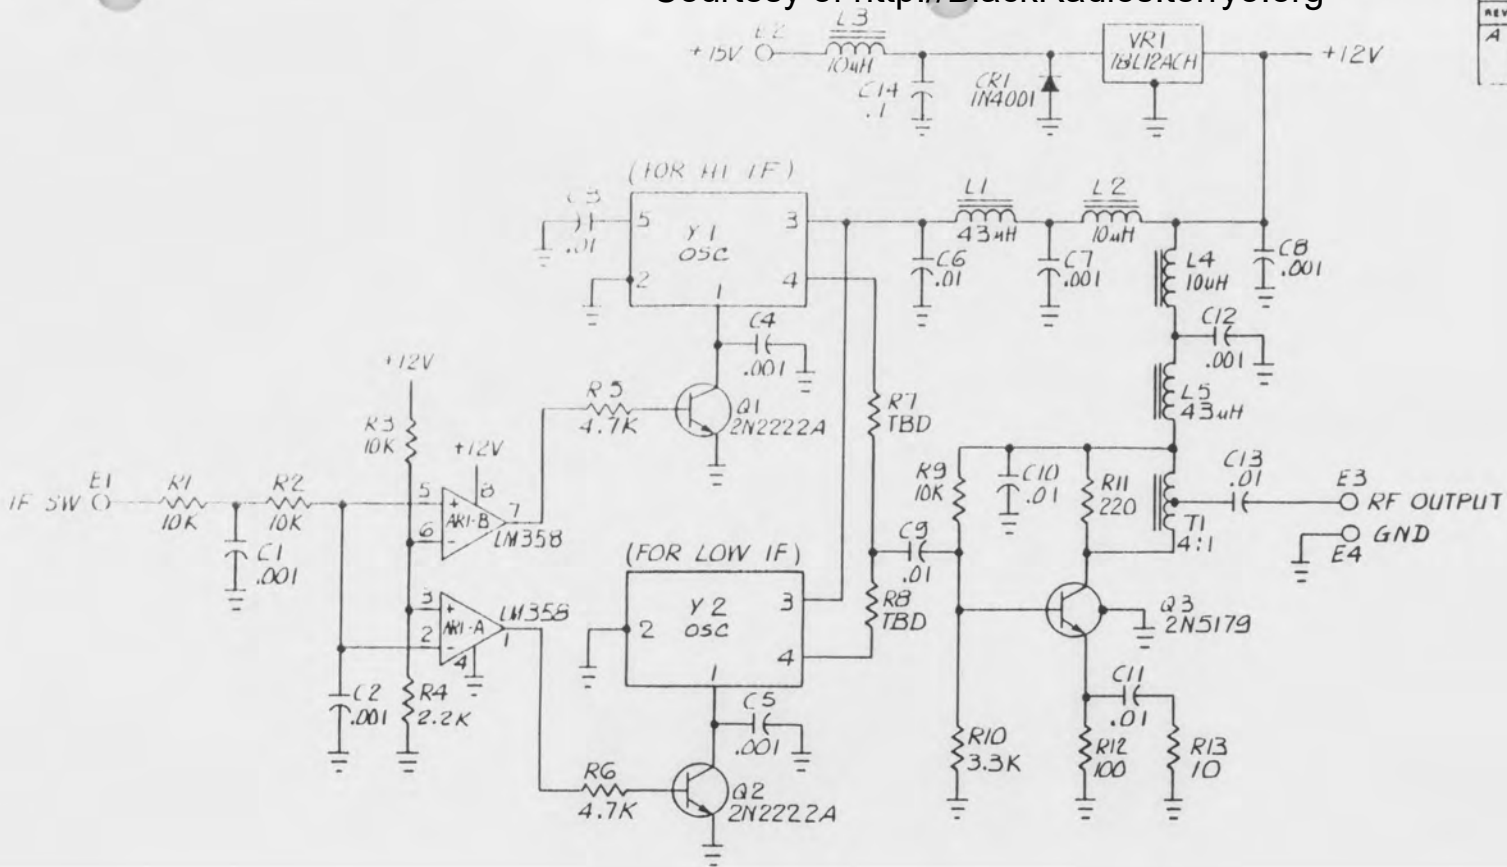 REV
A
E2
L3
+15V
10uH
C14
.1
CR1
1N4001
VR1
78L12ACH
+12V
(FOR HI IF)
.01
5
Y1
OSC
3
2
4
1
L1
43uH
L2
10uH
C6
.01
C7
.001
L4
10uH
C8
.001
C12
.001
L5
43uH
C4
.001
+12V
R3
10K
+12V
R5
4.7K
Q1
2N2222A
R7
TBD
IF SW
E1
R1
10K
R2
10K
C1
.001
5
+
6
-
AR1-B
8
7
LM358
3
+
2
-
AR1-A
4
1
LM358
C2
.001
R4
2.2K
(FOR LOW IF)
Y2
OSC
3
2
4
1
C5
.001
R6
4.7K
Q2
2N2222A
R8
TBD
C9
.01
R9
10K
C10
.01
R11
220
T1
4:1
C13
.01
E3
RF OUTPUT
GND
E4
Q3
2N5179
R10
3.3K
C11
.01
R12
100
R13
10